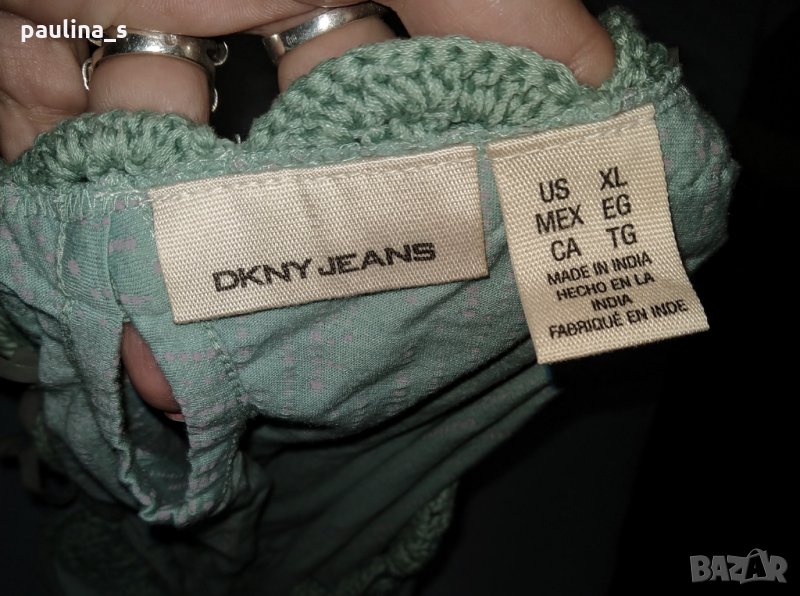 paulina_s
DKNY JEANS
US XL
MEX EG
CA TG
MADE IN INDIA
HECHO EN LA
INDIA
FABRIQUÉ EN INDE
BAZAR